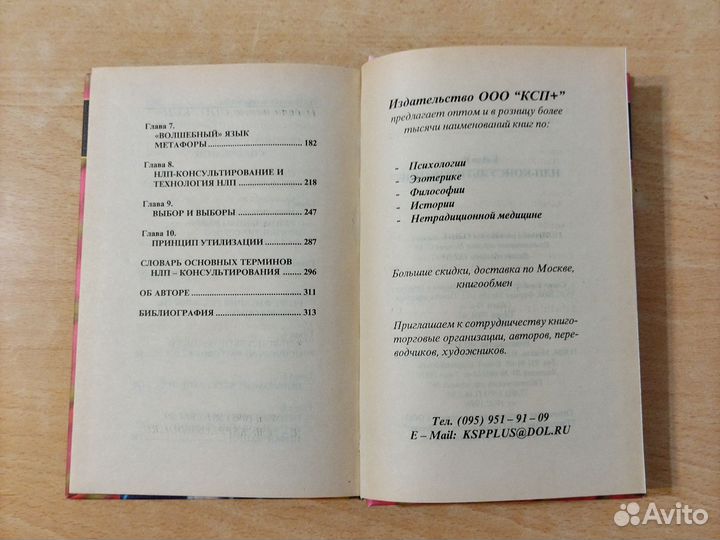 Глава 7.
«ВОЛШЕБНЫЙ» ЯЗЫК
МЕТАФОРЫ ........ 182
Глава 8.
НЛП-КОНСУЛЬТИРОВАНИЕ И
ТЕХНОЛОГИЯ НЛП ........ 218
Глава 9.
ВЫБОР И ВЫБОРЫ ........ 247
Глава 10.
ПРИНЦИП УТИЛИЗАЦИИ ........ 287
СЛОВАРЬ ОСНОВНЫХ ТЕРМИНОВ
НЛП – КОНСУЛЬТИРОВАНИЯ ........ 296
ОБ АВТОРЕ ........ 311
БИБЛИОГРАФИЯ ........ 313
Издательство ООО “КСП+”
предлагает оптом и в розницу более
тысячи наименований книг по:
- Психологии
- Эзотерике
- Философии
- Истории
- Нетрадиционной медицине
Большие скидки, доставка по Москве,
книгообмен
Приглашаем к сотрудничеству книго-
торговые организации, авторов, пере-
водчиков, художников.
Тел. (095) 951 – 91 – 09
E – Mail: KSPPLUS@DOL.RU
Avito